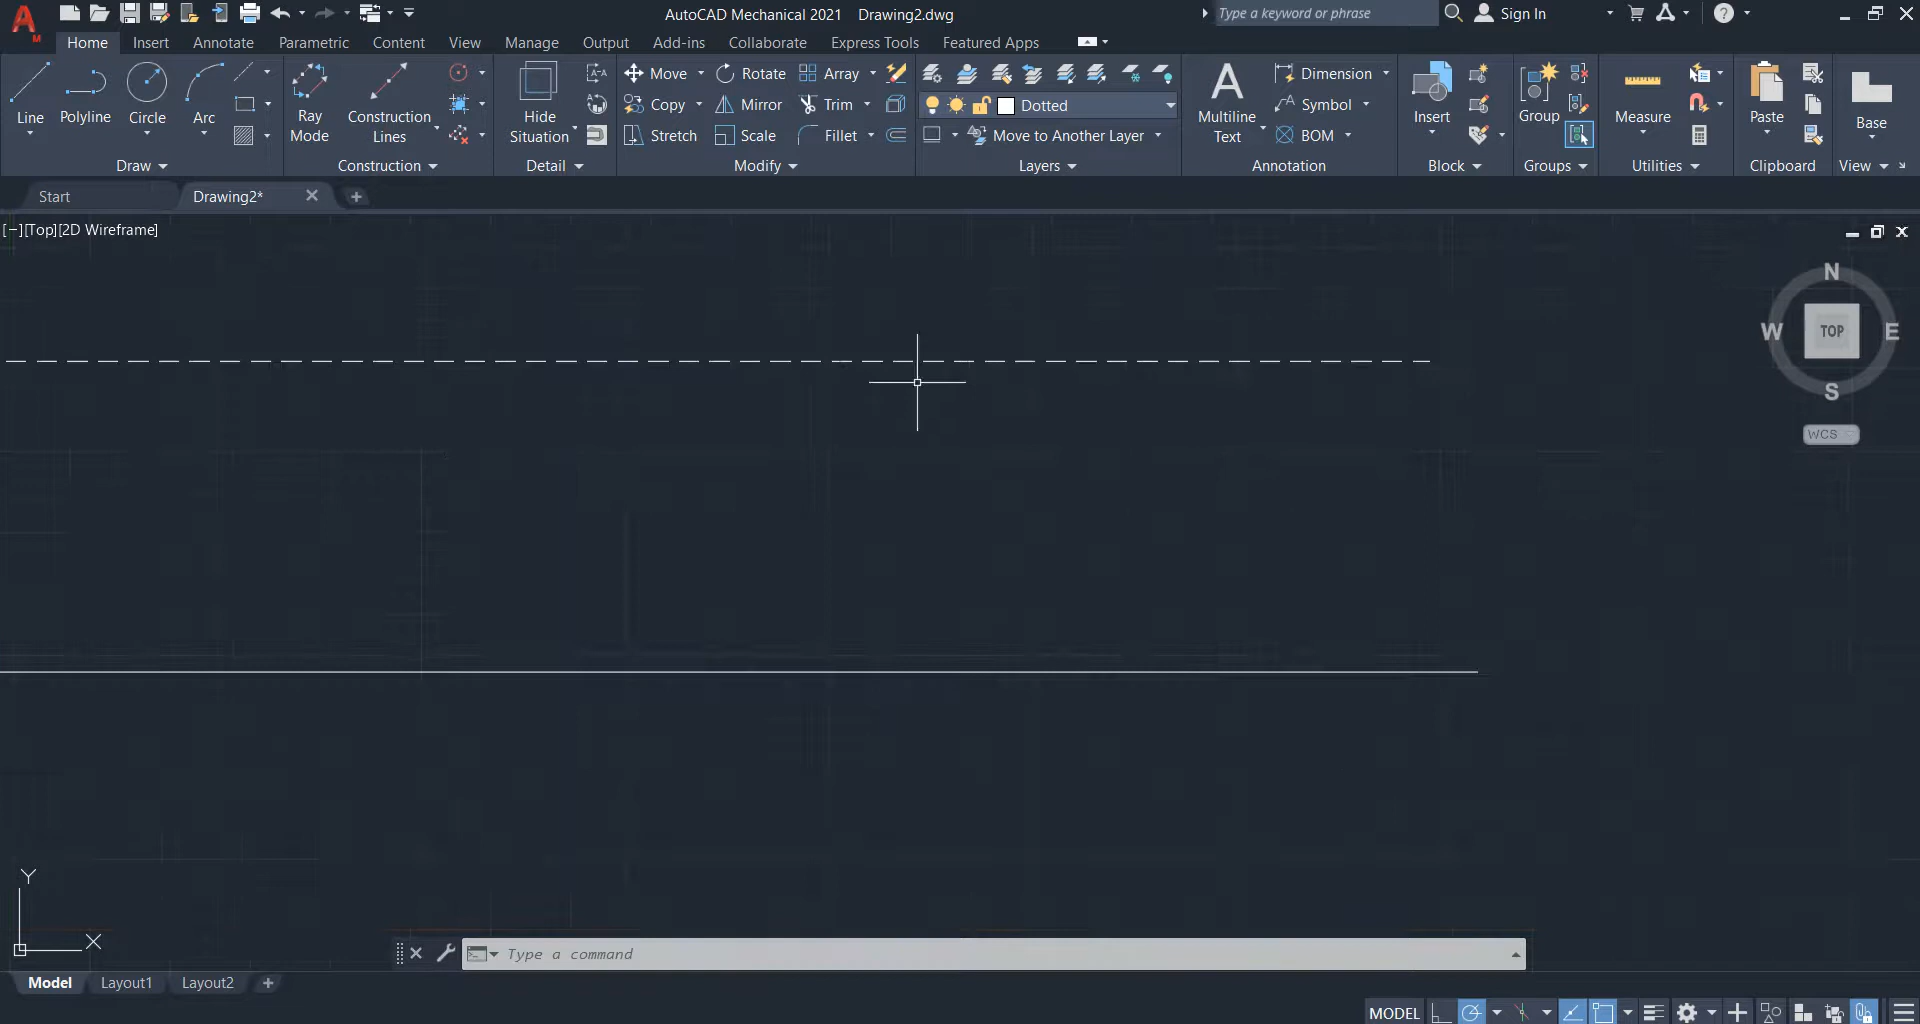 AutoCAD Mechanical 2021 Drawing2.dwg
Type a keyword or phrase
Sign In
Home Insert Annotate Parametric Content View Manage Output Add-ins Collaborate Express Tools Featured Apps
Move Rotate Array
Dotted
Dimension
Line Polyline Circle Arc
Ray Mode
Construction Lines
Hide Situation
Copy Mirror Trim
Stretch Scale Fillet
Move to Another Layer
Multiline Text
Symbol
BOM
Insert
Group
Measure
Paste
Base
Draw Construction Detail Modify Layers Annotation Block Groups Utilities Clipboard View
Start Drawing2*
[−][Top][2D Wireframe]
N
W TOP E
S
WCS
Y
X
Type a command
Model Layout1 Layout2
MODEL